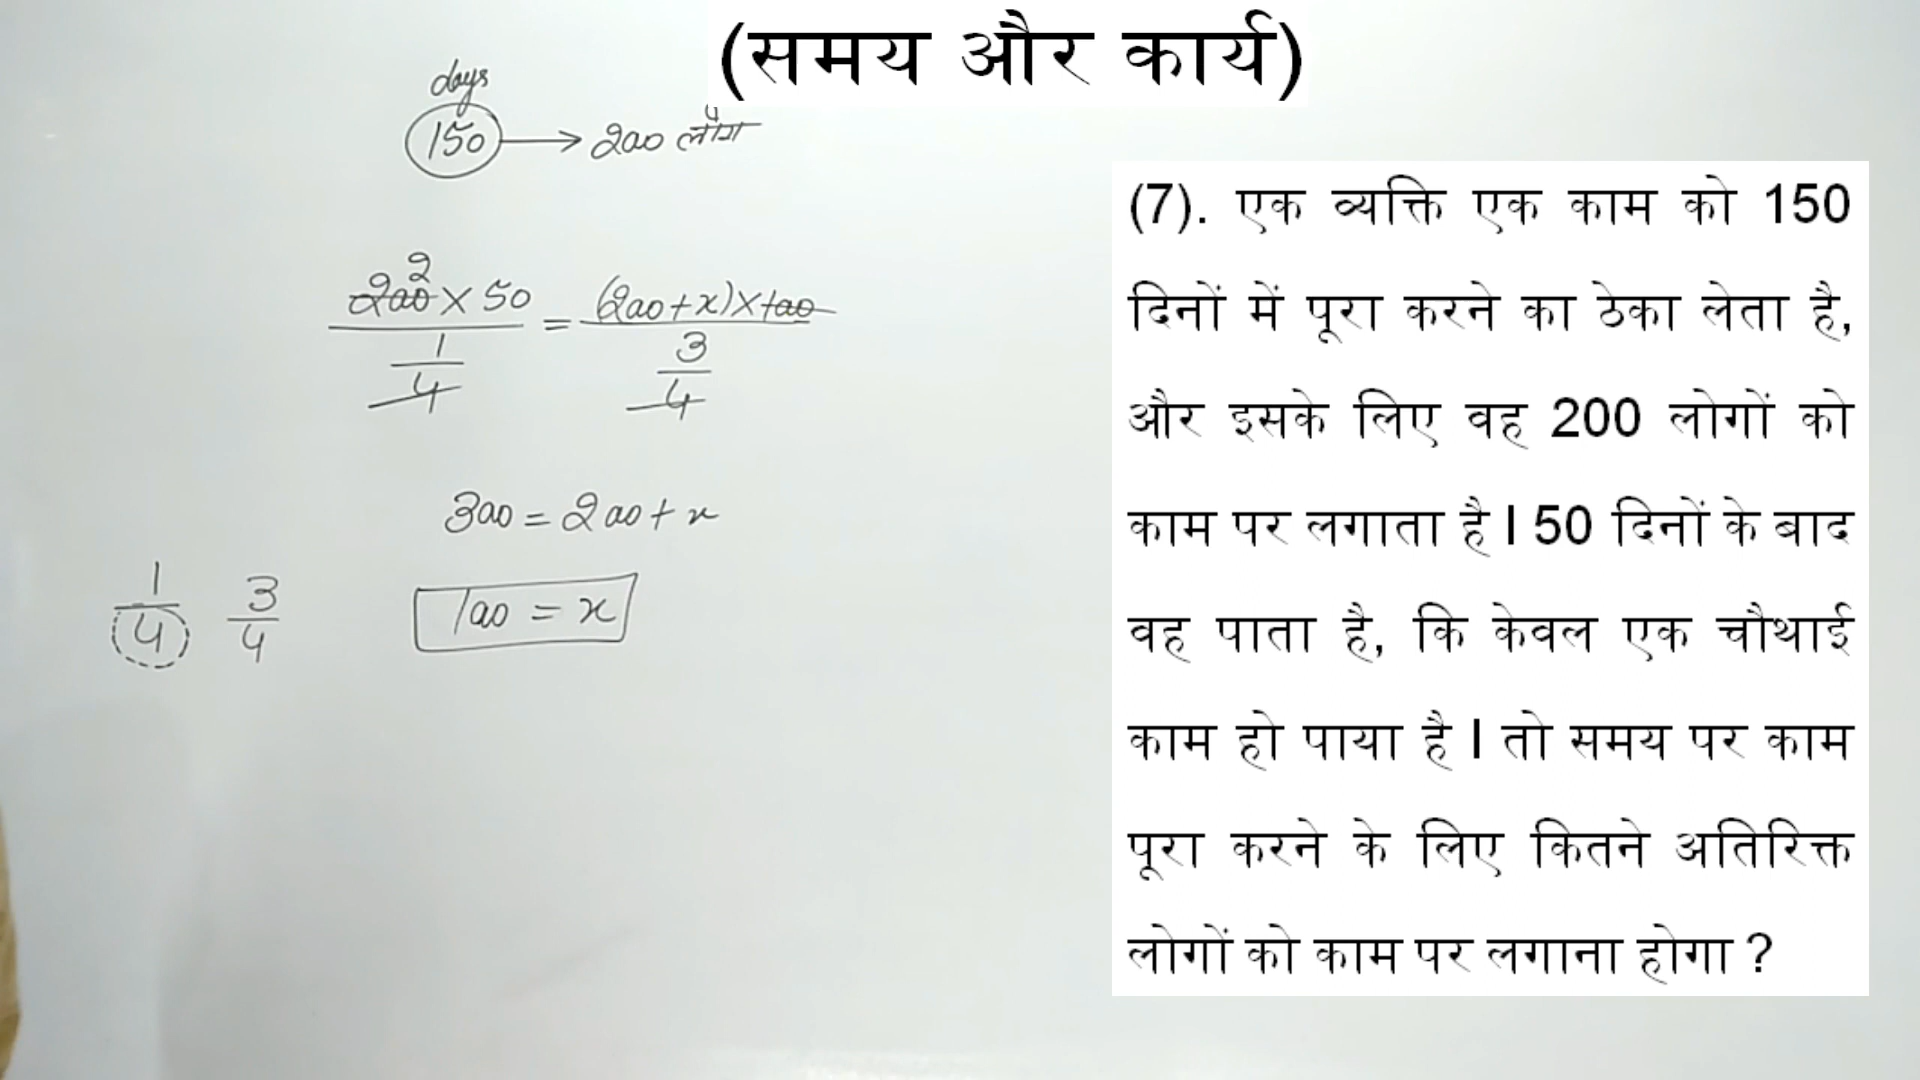 (समय और कार्य)
days
150 → 200 लोग
2
200 × 50 = (200 + x) × 100
1 3
4 4
300 = 200 + x
1 3
4 4
100 = x
(7). एक व्यक्ति एक काम को 150
दिनों में पूरा करने का ठेका लेता है,
और इसके लिए वह 200 लोगों को
काम पर लगाता है I 50 दिनों के बाद
वह पाता है, कि केवल एक चौथाई
काम हो पाया है I तो समय पर काम
पूरा करने के लिए कितने अतिरिक्त
लोगों को काम पर लगाना होगा ?